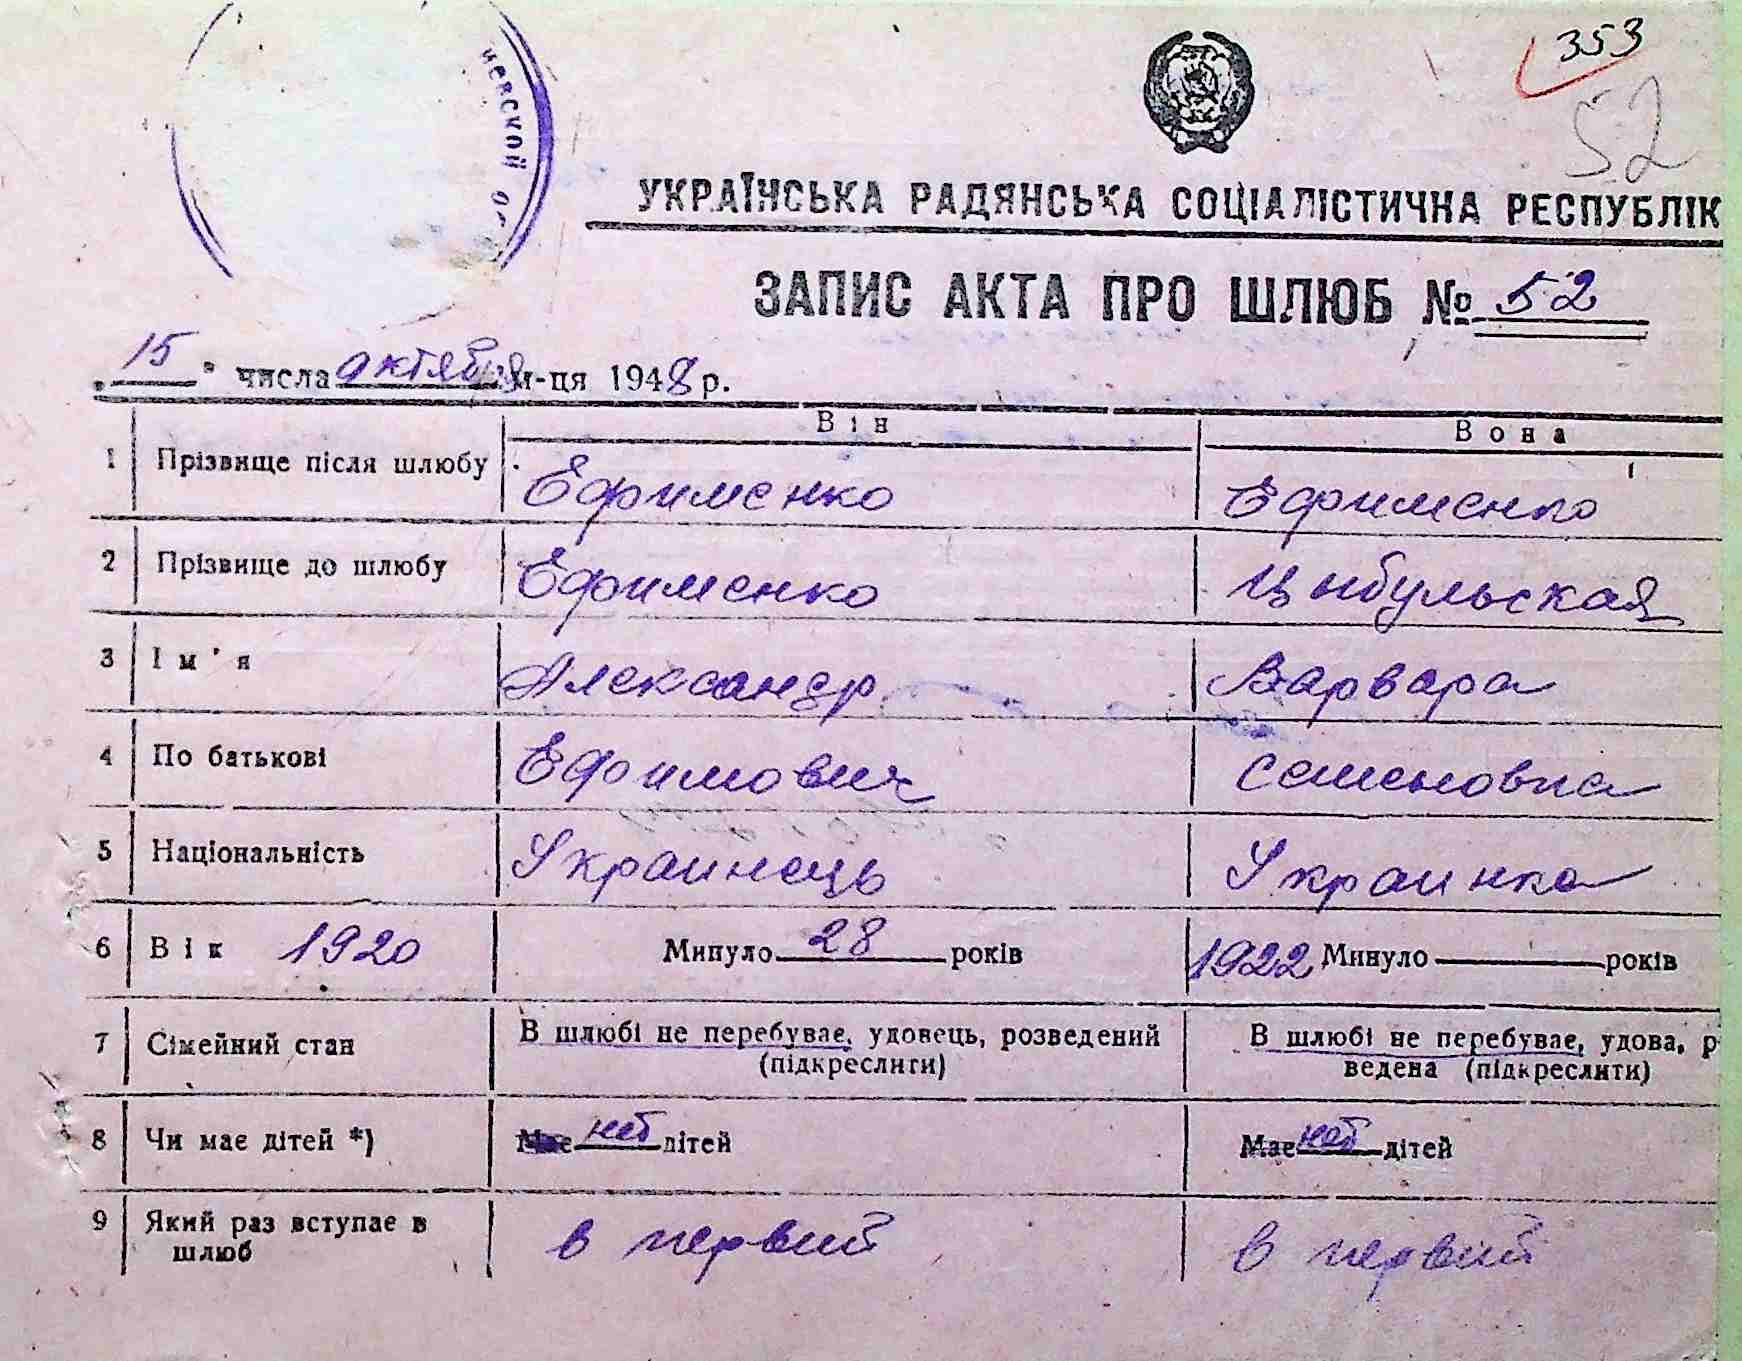 353
52
УКРАЇНСЬКА РАДЯНСЬКА СОЦІАЛІСТИЧНА РЕСПУБЛІК
ЗАПИС АКТА ПРО ШЛЮБ № 52
„15" числа октября м-ця 1948 р.
Він Вона
1 Прізвище після шлюбу Ефименко Ефрименко
2 Прізвище до шлюбу Ефрименко Цыбульская
3 Ім'я Александр Варвара
4 По батькові Ефимович Семеновна
5 Національність Украинець Украинка
6 Вік 1920 Минуло 28 років 1922 Минуло років
7 Сімейний стан В шлюбі не перебуває, удовець, розведений В шлюбі не перебуває, удова, р
(підкреслити) ведена (підкреслити)
8 Чи має дітей *) Має нет дітей Має нет дітей
9 Який раз вступає в в первий в первий
шлюб
невской